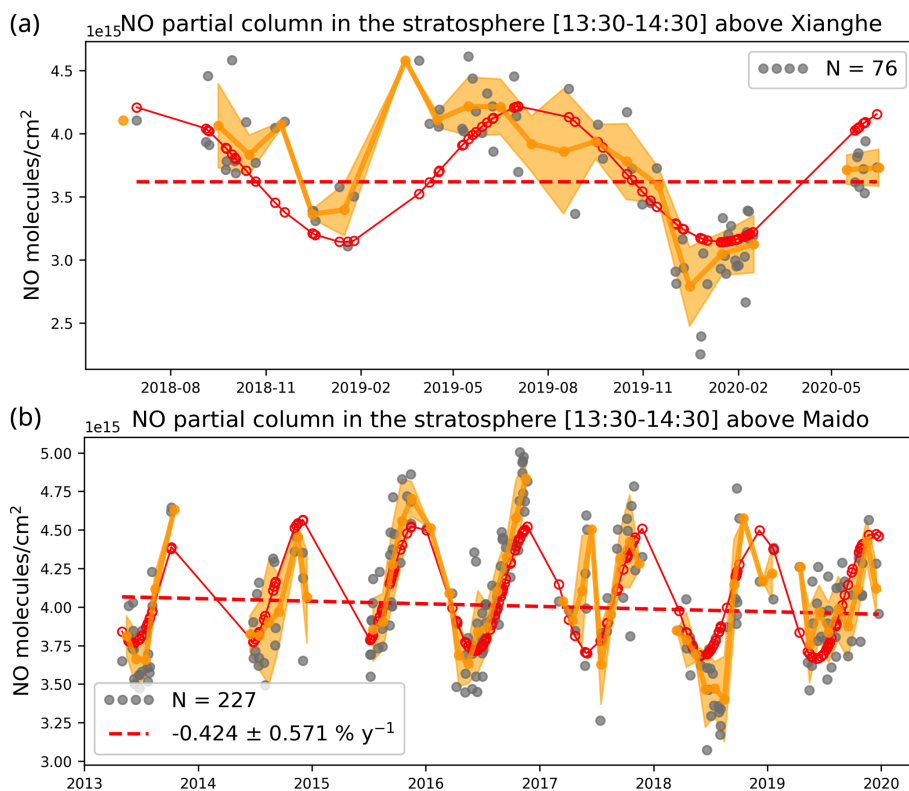 (a)
NO partial column in the stratosphere [13:30-14:30] above Xianghe
1e15
NO molecules/cm²
4.5
4.0
3.5
3.0
2.5
N = 76
2018-08 2018-11 2019-02 2019-05 2019-08 2019-11 2020-02 2020-05
(b)
NO partial column in the stratosphere [13:30-14:30] above Maido
1e15
NO molecules/cm²
5.00
4.75
4.50
4.25
4.00
3.75
3.50
3.25
3.00
N = 227
-0.424 ± 0.571 % y⁻¹
2013 2014 2015 2016 2017 2018 2019 2020